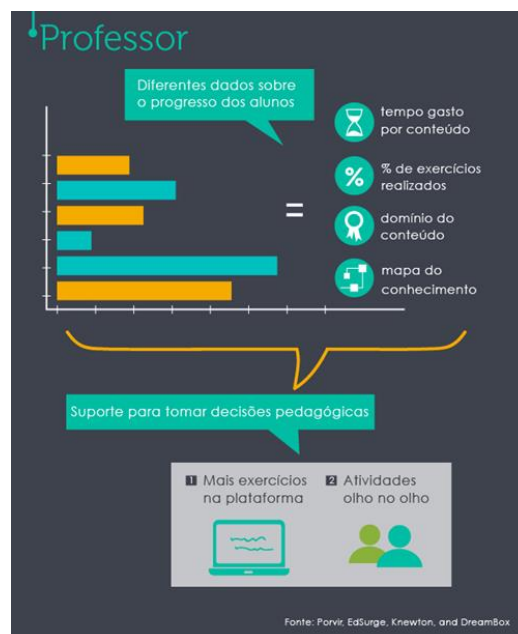 Professor
Diferentes dados sobre
o progresso dos alunos
tempo gasto
por conteúdo
=
%
% de exercícios
realizados
domínio do
conteúdo
mapa do
conhecimento
Suporte para tomar decisões pedagógicas
1 Mais exercícios
na plataforma
2 Atividades
olho no olho
Fonte: Porvir, EdSurge, Knewton, and DreamBox